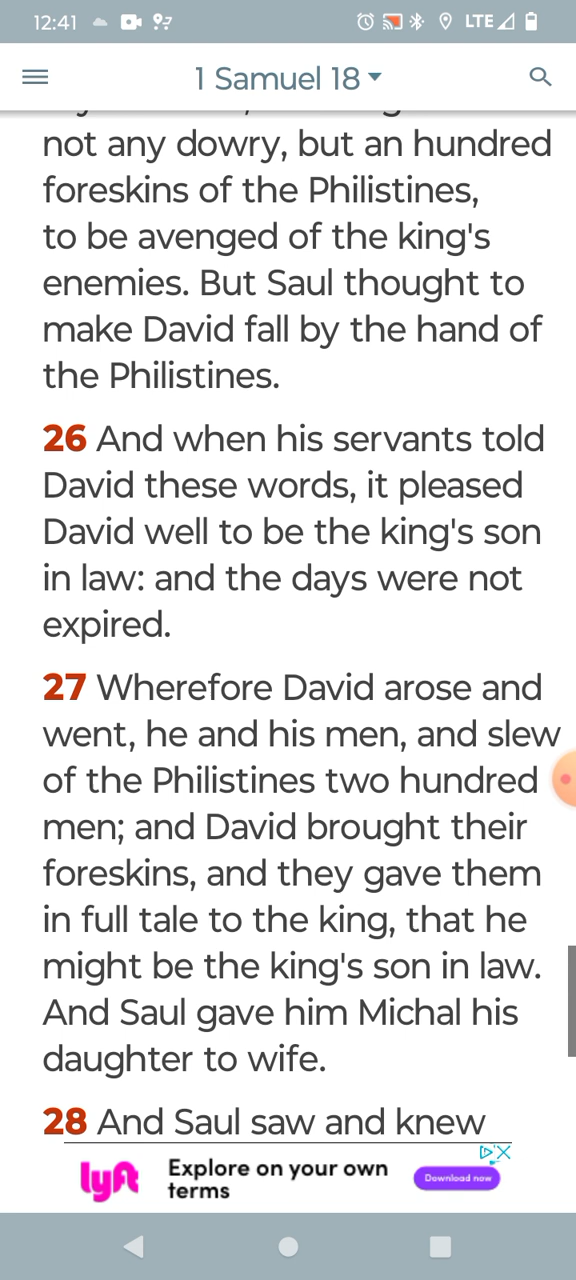 12:41
LTE
1 Samuel 18
not any dowry, but an hundred
foreskins of the Philistines,
to be avenged of the king's
enemies. But Saul thought to
make David fall by the hand of
the Philistines.
26 And when his servants told
David these words, it pleased
David well to be the king's son
in law: and the days were not
expired.
27 Wherefore David arose and
went, he and his men, and slew
of the Philistines two hundred
men; and David brought their
foreskins, and they gave them
in full tale to the king, that he
might be the king's son in law.
And Saul gave him Michal his
daughter to wife.
28 And Saul saw and knew
lyft
Explore on your own
terms
Download now